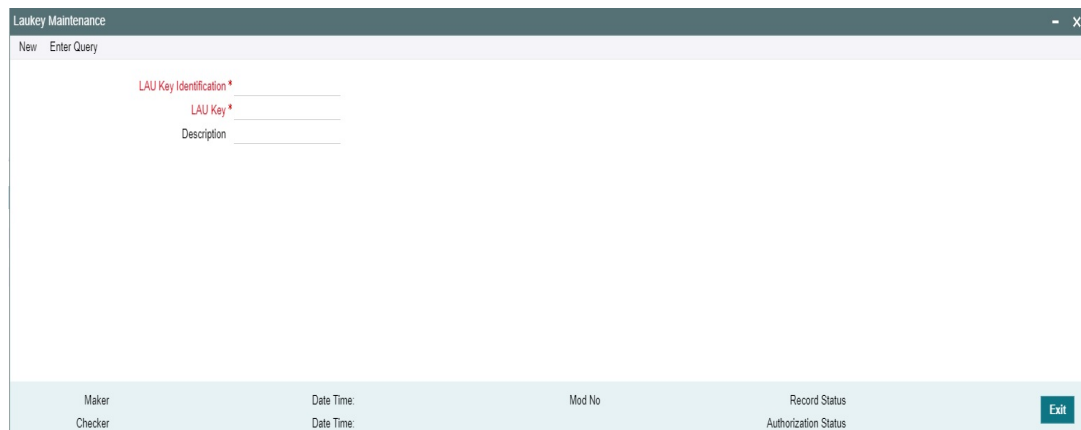 Laukey Maintenance - X
New Enter Query
LAU Key Identification *
LAU Key *
Description
Maker Date Time: Mod No Record Status
Checker Date Time: Authorization Status
Exit